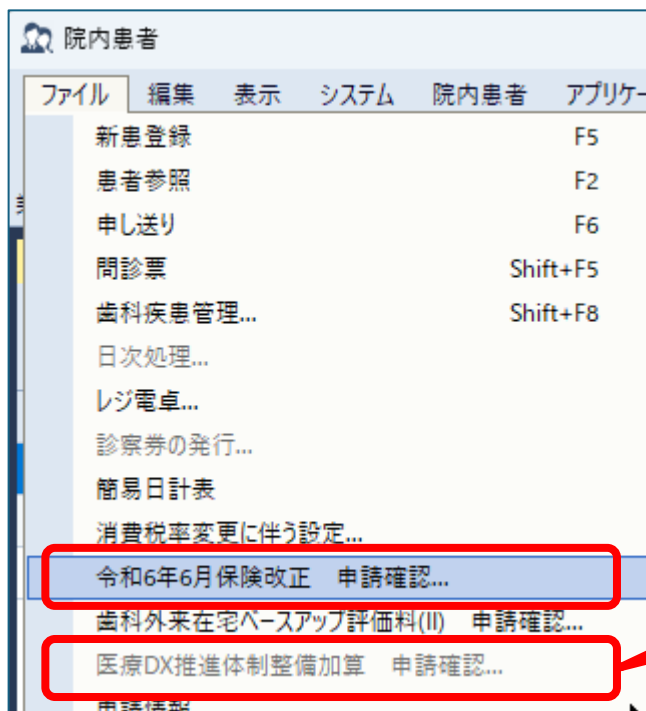 院内患者
ファイル 編集 表示 システム 院内患者 アプリケー
新患登録 F5
患者参照 F2
申し送り F6
問診票 Shift+F5
歯科疾患管理... Shift+F8
日次処理...
レジ電卓...
診察券の発行...
簡易日計表
消費税率変更に伴う設定...
令和6年6月保険改正 申請確認...
歯科外来在宅ベースアップ評価料(II) 申請確認...
医療DX推進体制整備加算 申請確認...
申請情報